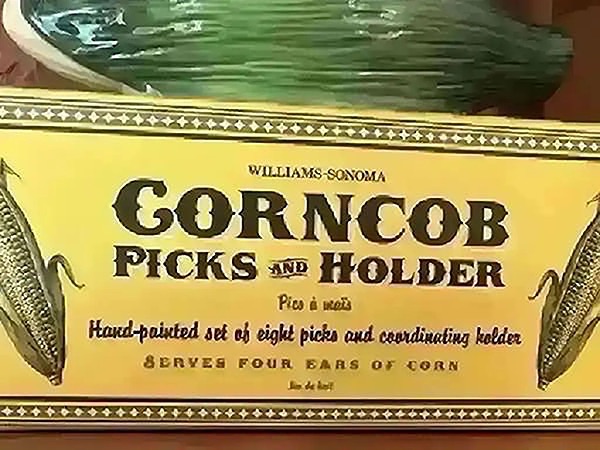 WILLIAMS-SONOMA
CORNCOB
PICKS AND HOLDER
Pics à maïs
Hand-painted set of eight picks and coordinating holder
SERVES FOUR EARS OF CORN